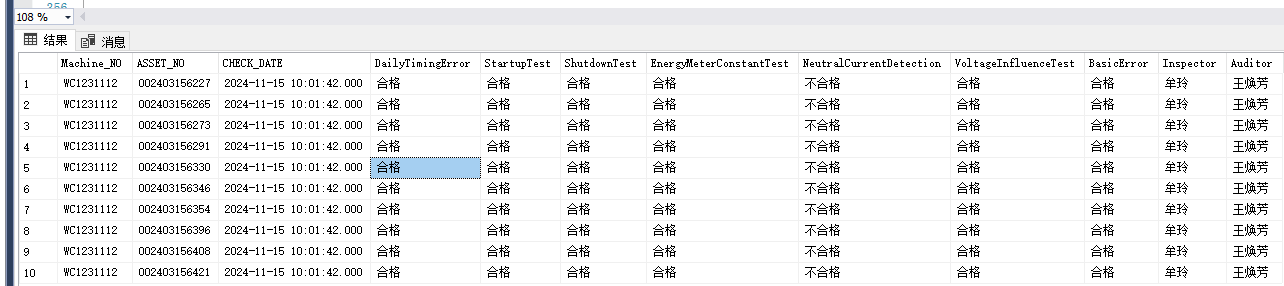 256
108 %
结果 消息
Machine_NO ASSET_NO CHECK_DATE DailyTimingError StartupTest ShutdownTest EnergyMeterConstantTest NeutralCurrentDetection VoltageInfluenceTest BasicError Inspector Auditor
1 WC1231112 002403156227 2024-11-15 10:01:42.000 合格 合格 合格 合格 不合格 合格 合格 牟玲 王焕芳
2 WC1231112 002403156265 2024-11-15 10:01:42.000 合格 合格 合格 合格 不合格 合格 合格 牟玲 王焕芳
3 WC1231112 002403156273 2024-11-15 10:01:42.000 合格 合格 合格 合格 不合格 合格 合格 牟玲 王焕芳
4 WC1231112 002403156291 2024-11-15 10:01:42.000 合格 合格 合格 合格 不合格 合格 合格 牟玲 王焕芳
5 WC1231112 002403156330 2024-11-15 10:01:42.000 合格 合格 合格 合格 不合格 合格 合格 牟玲 王焕芳
6 WC1231112 002403156346 2024-11-15 10:01:42.000 合格 合格 合格 合格 不合格 合格 合格 牟玲 王焕芳
7 WC1231112 002403156354 2024-11-15 10:01:42.000 合格 合格 合格 合格 不合格 合格 合格 牟玲 王焕芳
8 WC1231112 002403156396 2024-11-15 10:01:42.000 合格 合格 合格 合格 不合格 合格 合格 牟玲 王焕芳
9 WC1231112 002403156408 2024-11-15 10:01:42.000 合格 合格 合格 合格 不合格 合格 合格 牟玲 王焕芳
10 WC1231112 002403156421 2024-11-15 10:01:42.000 合格 合格 合格 合格 不合格 合格 合格 牟玲 王焕芳